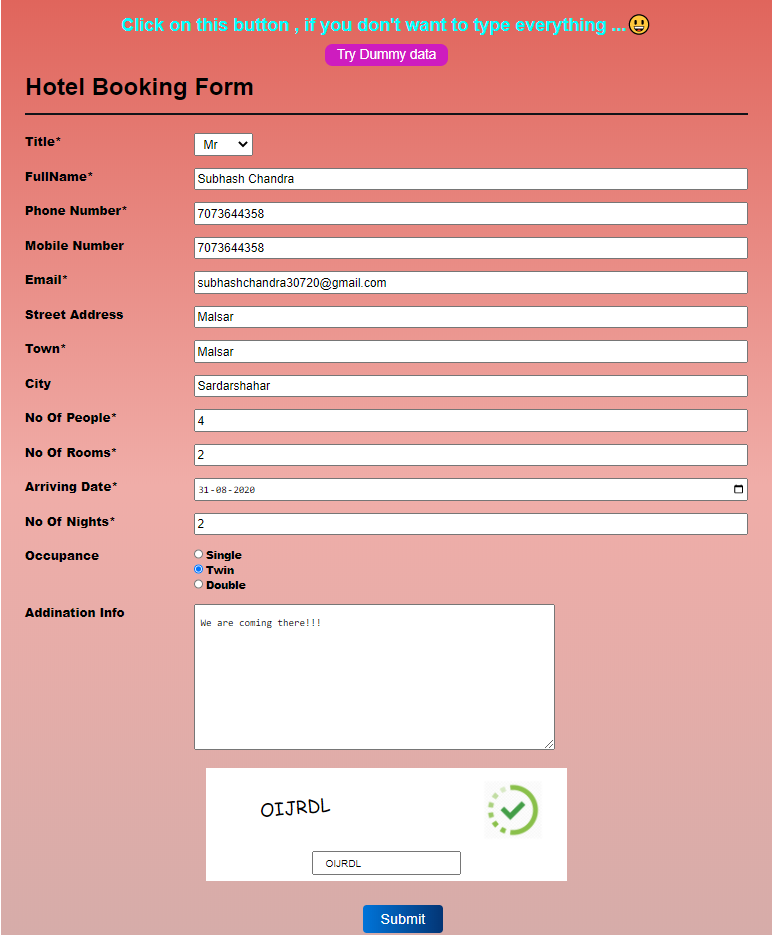 Click on this button , if you don't want to type everything ...😃
Try Dummy data
Hotel Booking Form
Title* Mr
FullName* Subhash Chandra
Phone Number* 7073644358
Mobile Number 7073644358
Email* subhashchandra30720@gmail.com
Street Address Malsar
Town* Malsar
City Sardarshahar
No Of People* 4
No Of Rooms* 2
Arriving Date* 31-08-2020
No Of Nights* 2
Occupance Single
Twin
Double
Addination Info We are coming there!!!
OIJRDL
OIJRDL
Submit